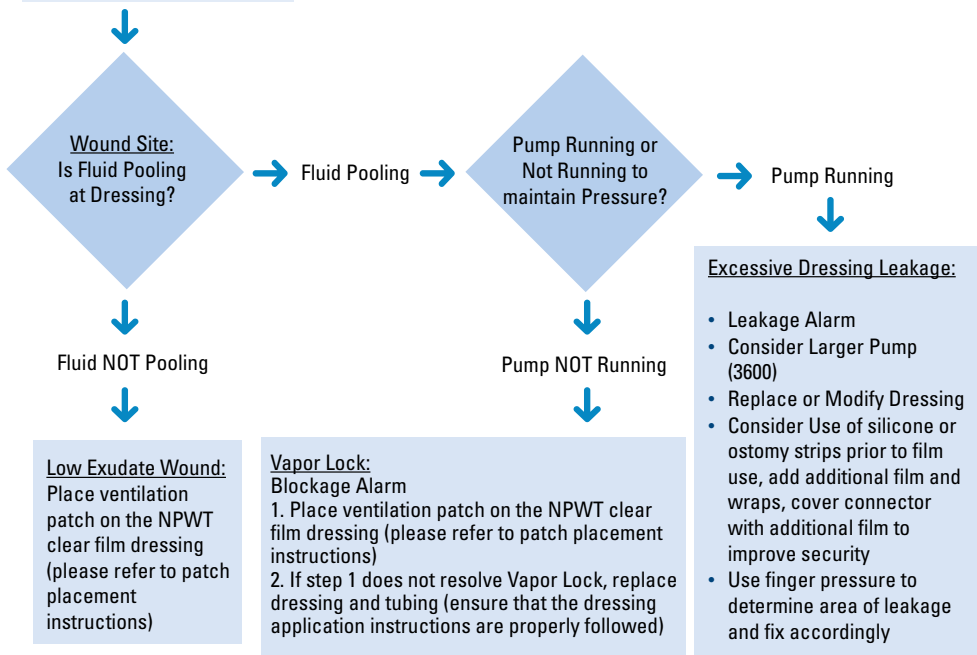 Wound Site:
Is Fluid Pooling
at Dressing?
Fluid Pooling
Pump Running or
Not Running to
maintain Pressure?
Pump Running
Fluid NOT Pooling
Pump NOT Running
Low Exudate Wound:
Place ventilation
patch on the NPWT
clear film dressing
(please refer to patch
placement
instructions)
Vapor Lock:
Blockage Alarm
1. Place ventilation patch on the NPWT clear
film dressing (please refer to patch placement
instructions)
2. If step 1 does not resolve Vapor Lock, replace
dressing and tubing (ensure that the dressing
application instructions are properly followed)
Excessive Dressing Leakage:
• Leakage Alarm
• Consider Larger Pump
(3600)
• Replace or Modify Dressing
• Consider Use of silicone or
ostomy strips prior to film
use, add additional film and
wraps, cover connector
with additional film to
improve security
• Use finger pressure to
determine area of leakage
and fix accordingly